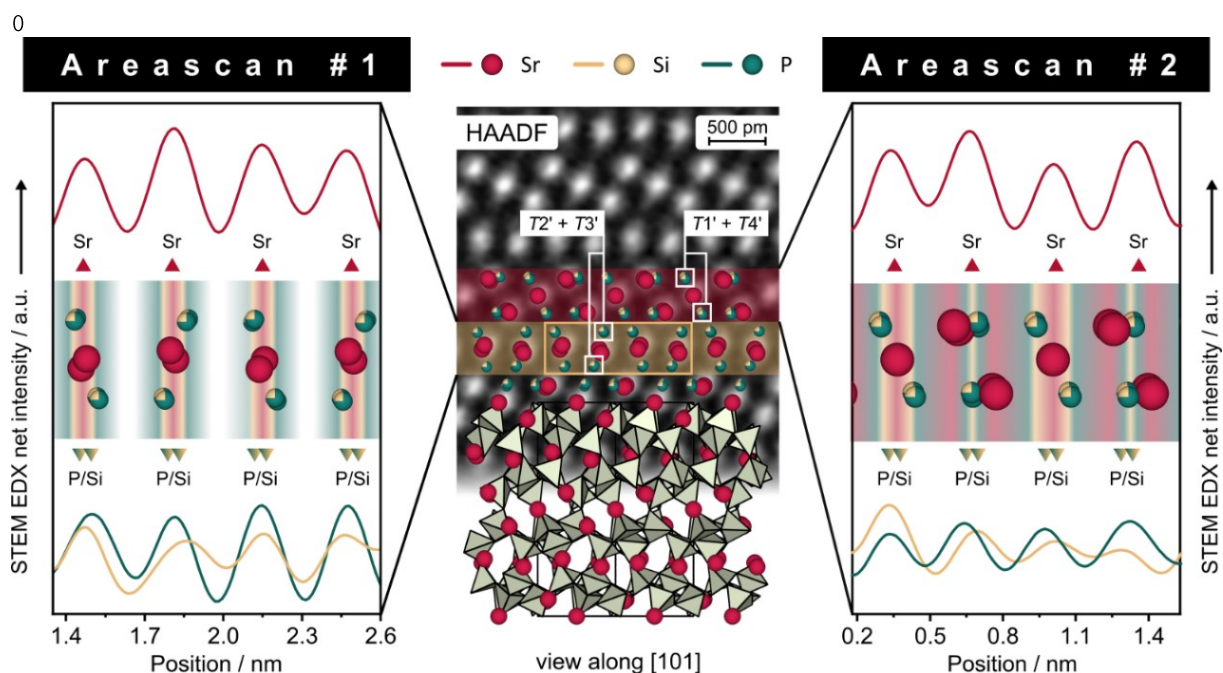 0
Areascan #1
Sr Si P
Areascan #2
STEM EDX net intensity / a.u.
Sr Sr Sr Sr
P/Si P/Si P/Si P/Si
1.4 1.7 2.0 2.3 2.6
Position / nm
HAADF
500 pm
T2' + T3'
T1' + T4'
view along [101]
Sr Sr Sr Sr
P/Si P/Si P/Si P/Si
0.2 0.5 0.8 1.1 1.4
Position / nm
STEM EDX net intensity / a.u.